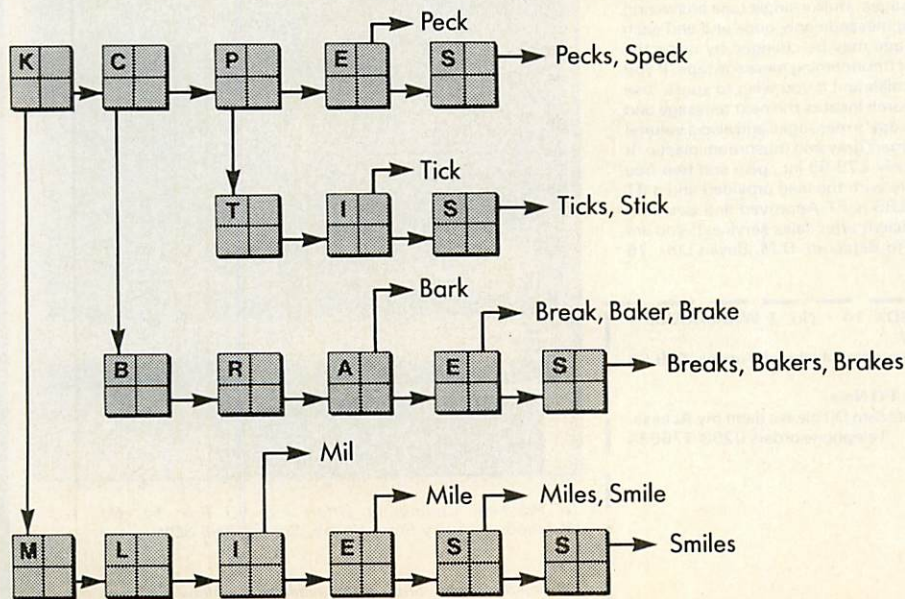 Peck
K C P E S Pecks, Speck
Tick
T I S Ticks, Stick
Bark
Break, Baker, Brake
B R A E S Breaks, Bakers, Brakes
Mil
Mile Miles, Smile
M L I E S S Smiles